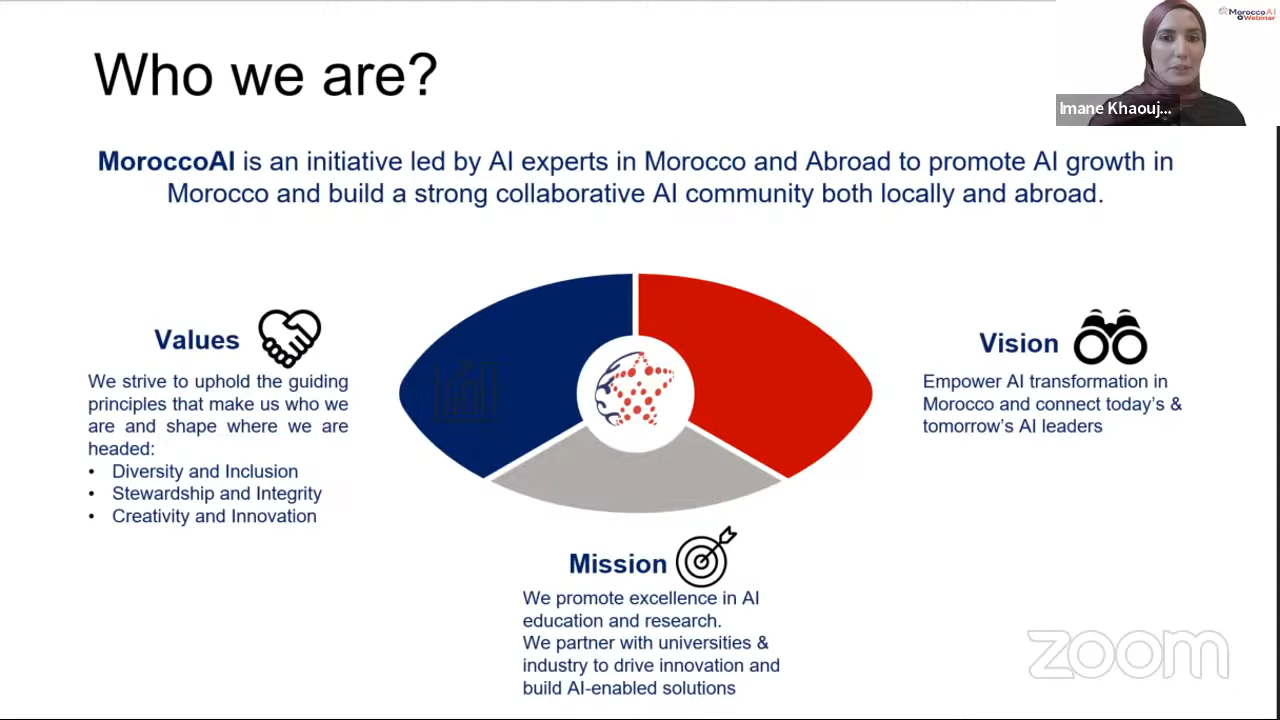 Who we are?
MoroccoAI
Webinar
Imane Khaouj...
MoroccoAI is an initiative led by AI experts in Morocco and Abroad to promote AI growth in
Morocco and build a strong collaborative AI community both locally and abroad.
Values
We strive to uphold the guiding
principles that make us who we
are and shape where we are
headed:
• Diversity and Inclusion
• Stewardship and Integrity
• Creativity and Innovation
Vision
Empower AI transformation in
Morocco and connect today's &
tomorrow's AI leaders
Mission
We promote excellence in AI
education and research.
We partner with universities &
industry to drive innovation and
build AI-enabled solutions
zoom